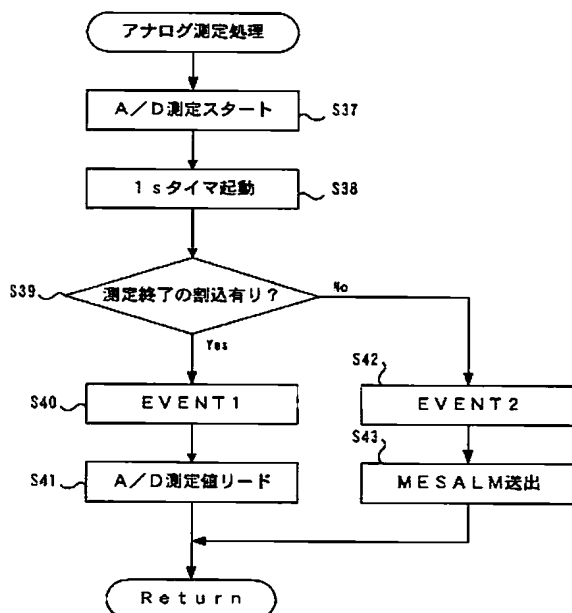 アナログ測定処理
A／D測定スタート
S37
1sタイマ起動
S38
S39
測定終了の割込有り？
No
Yes
S40
EVENT1
S42
EVENT2
S41
A／D測定値リード
S43
MESALM送出
Return